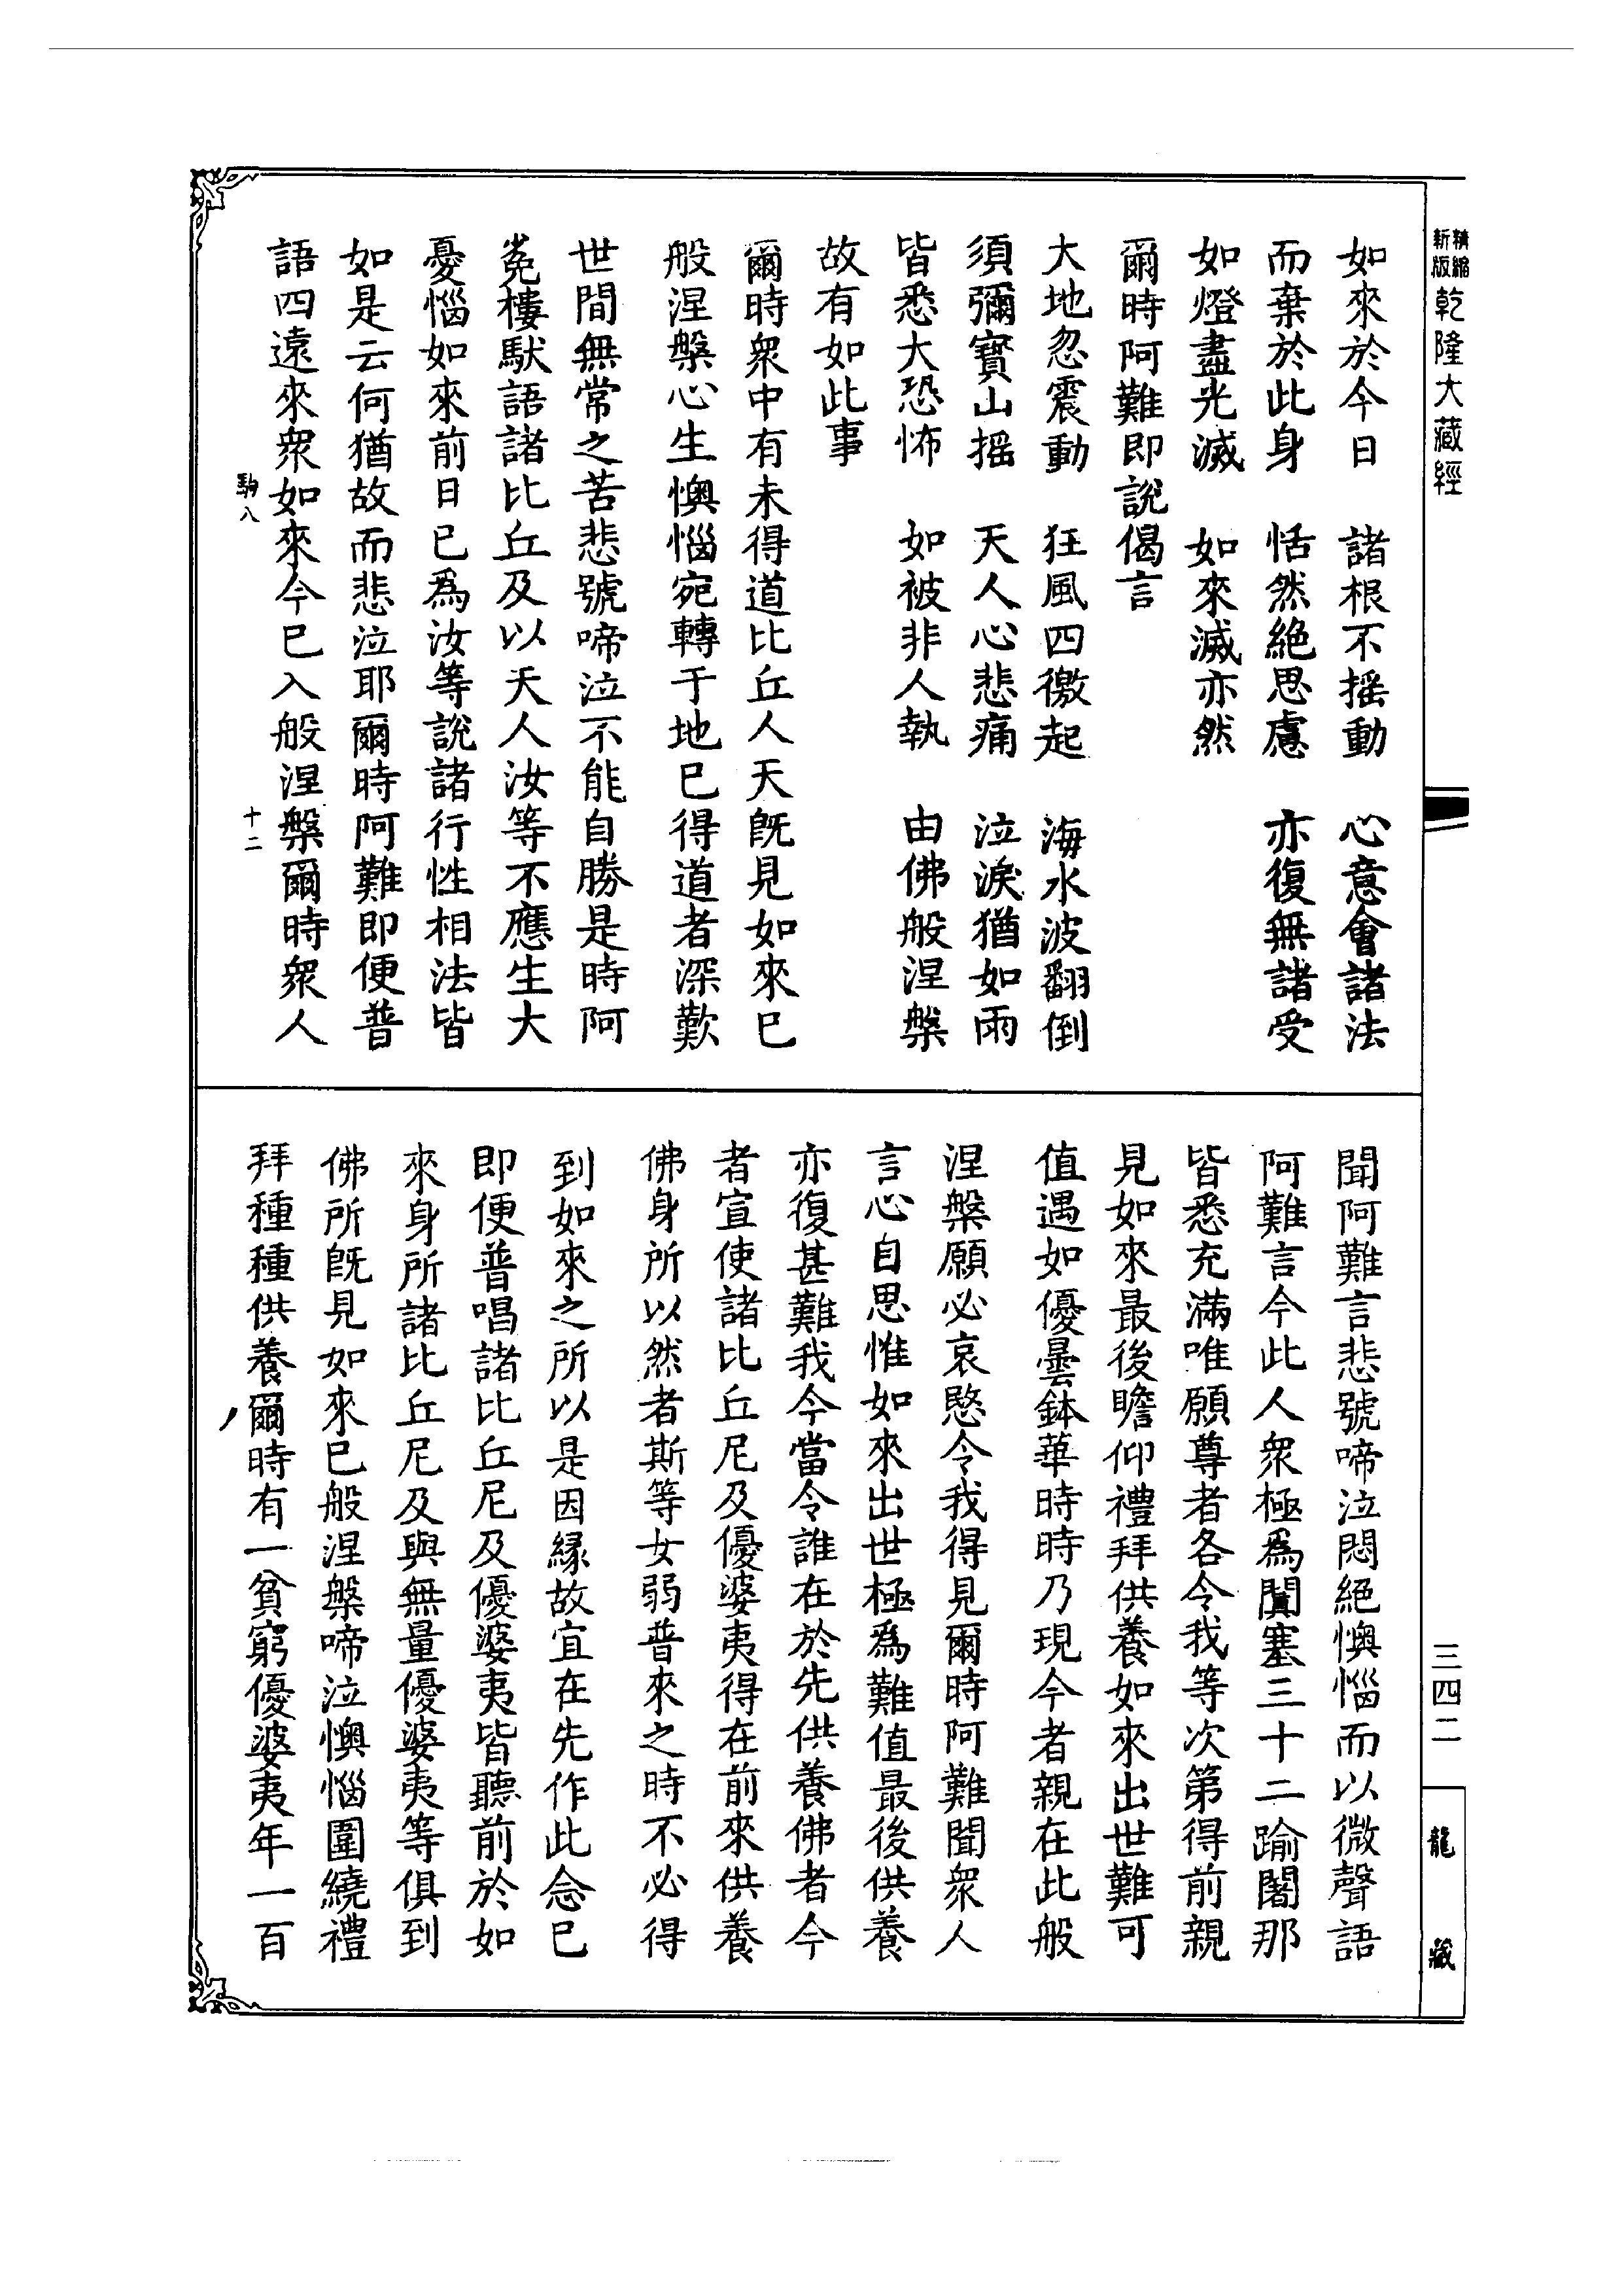 精縮
新版
乾隆大藏經
三四二
龍藏
如來於今日　諸根不搖動　心意會諸法
而棄於此身　恬然絕思慮　亦復無諸受
如燈盡光滅　如來滅亦然
爾時阿難即說偈言
大地忽震動　狂風四徼起　海水波翻倒
須彌寶山搖　天人心悲痛　泣淚猶如雨
皆悉大恐怖　如被非人執　由佛般涅槃
故有如此事
爾時眾中有未得道比丘人天既見如來已
般涅槃心生懊惱宛轉于地已得道者深歎
世間無常之苦悲號啼泣不能自勝是時阿
㝹樓馱語諸比丘及以天人汝等不應生大
憂惱如來前日已為汝等說諸行性相法皆
如是云何猶故而悲泣耶爾時阿難即便普
語四遠來眾如來今已入般涅槃爾時眾人
駒八
十二
聞阿難言悲號啼泣悶絕懊惱而以微聲語
阿難言今此人眾極為闐塞三十二踰闍那
皆悉充滿唯願尊者各令我等次第得前親
見如來最後瞻仰禮拜供養如來出世難可
值遇如優曇鉢華時時乃現今者親在此般
涅槃願必哀愍令我得見爾時阿難聞眾人
言心自思惟如來出世極為難值最後供養
亦復甚難我今當令誰在於先供養佛者今
者宣使諸比丘尼及優婆夷得在前來供養
佛身所以然者斯等女弱普來之時不必得
到如來之所以是因緣故宜在先作此念已
即便普唱諸比丘尼及優婆夷皆聽前於如
來身所諸比丘尼及與無量優婆夷等俱到
佛所既見如來已般涅槃啼泣懊惱圍繞禮
拜種種供養爾時有一貧窮優婆夷年一百